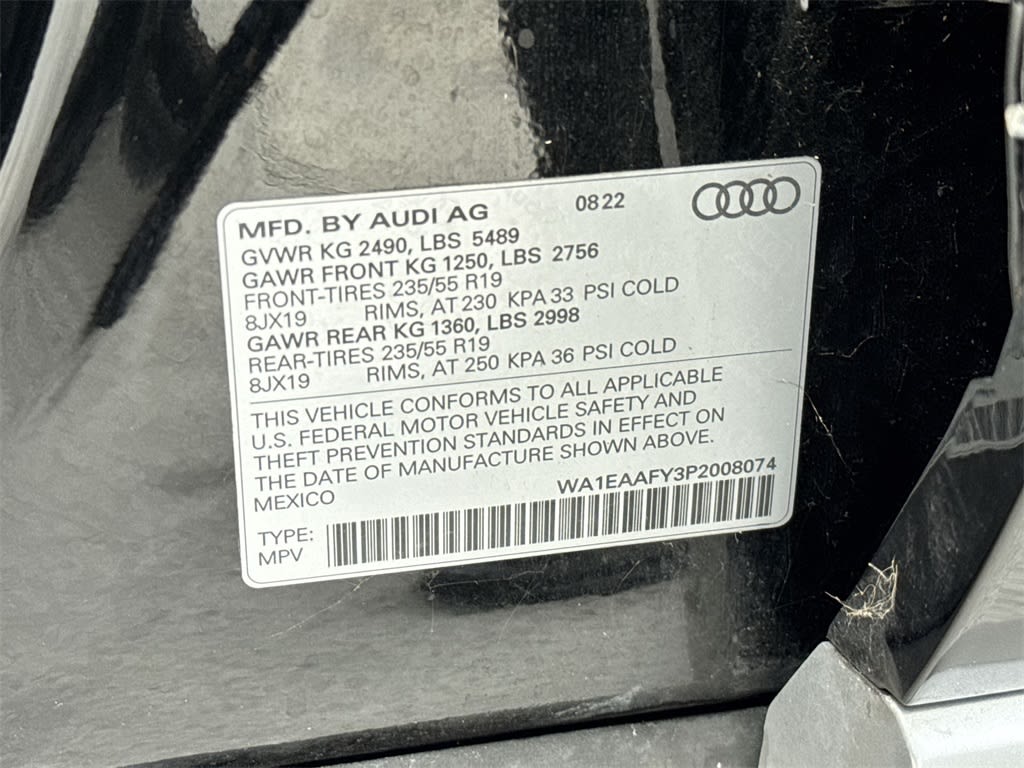 MFD. BY AUDI AG 08 22
GVWR KG 2490, LBS 5489
GAWR FRONT KG 1250, LBS 2756
FRONT-TIRES 235/55 R19
8JX19 RIMS, AT 230 KPA 33 PSI COLD
GAWR REAR KG 1360, LBS 2998
REAR-TIRES 235/55 R19
8JX19 RIMS, AT 250 KPA 36 PSI COLD
THIS VEHICLE CONFORMS TO ALL APPLICABLE
U.S. FEDERAL MOTOR VEHICLE SAFETY AND
THEFT PREVENTION STANDARDS IN EFFECT ON
THE DATE OF MANUFACTURE SHOWN ABOVE.
MEXICO WA1EAAFY3P2008074
TYPE:
MPV